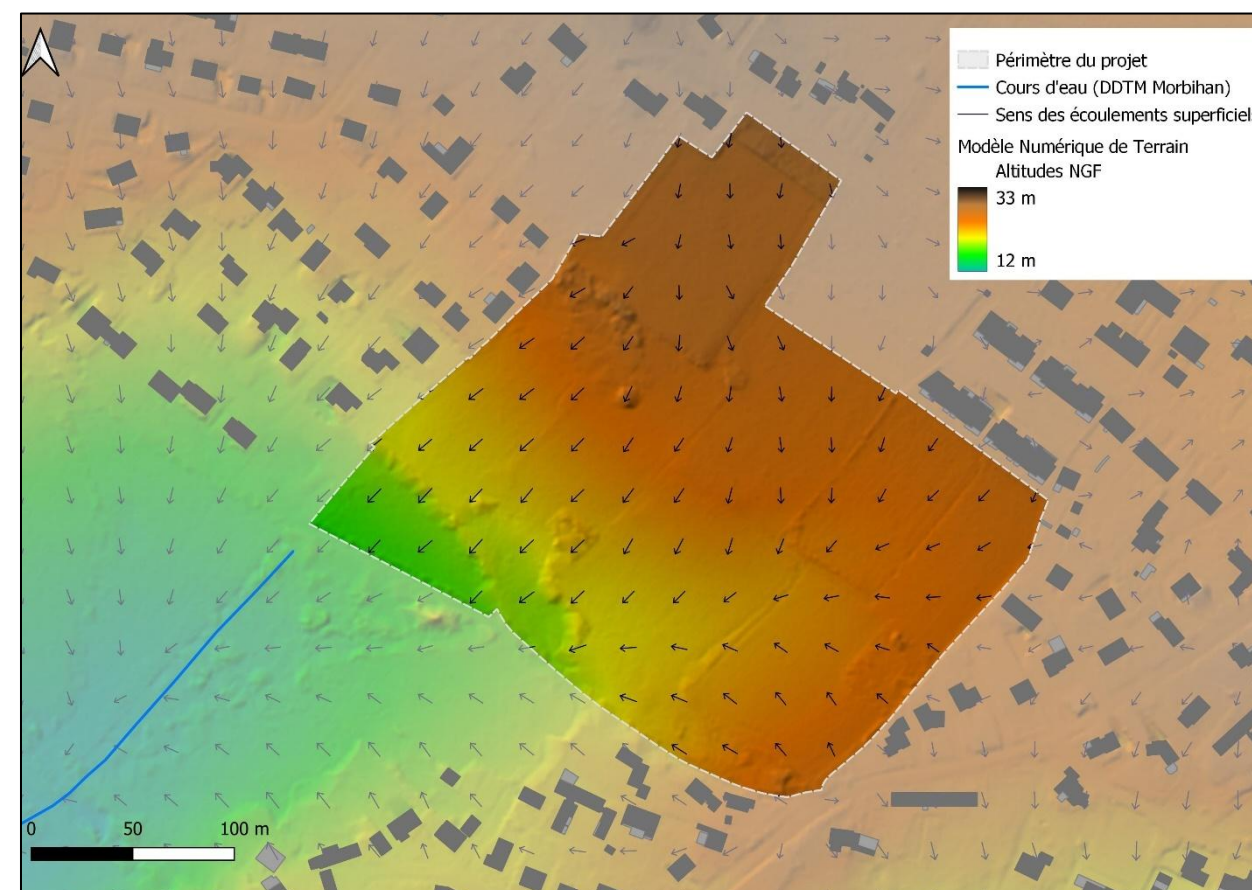 Périmètre du projet
Cours d'eau (DDTM Morbihan)
Sens des écoulements superficiels
Modèle Numérique de Terrain
Altitudes NGF
33 m
12 m
0 50 100 m